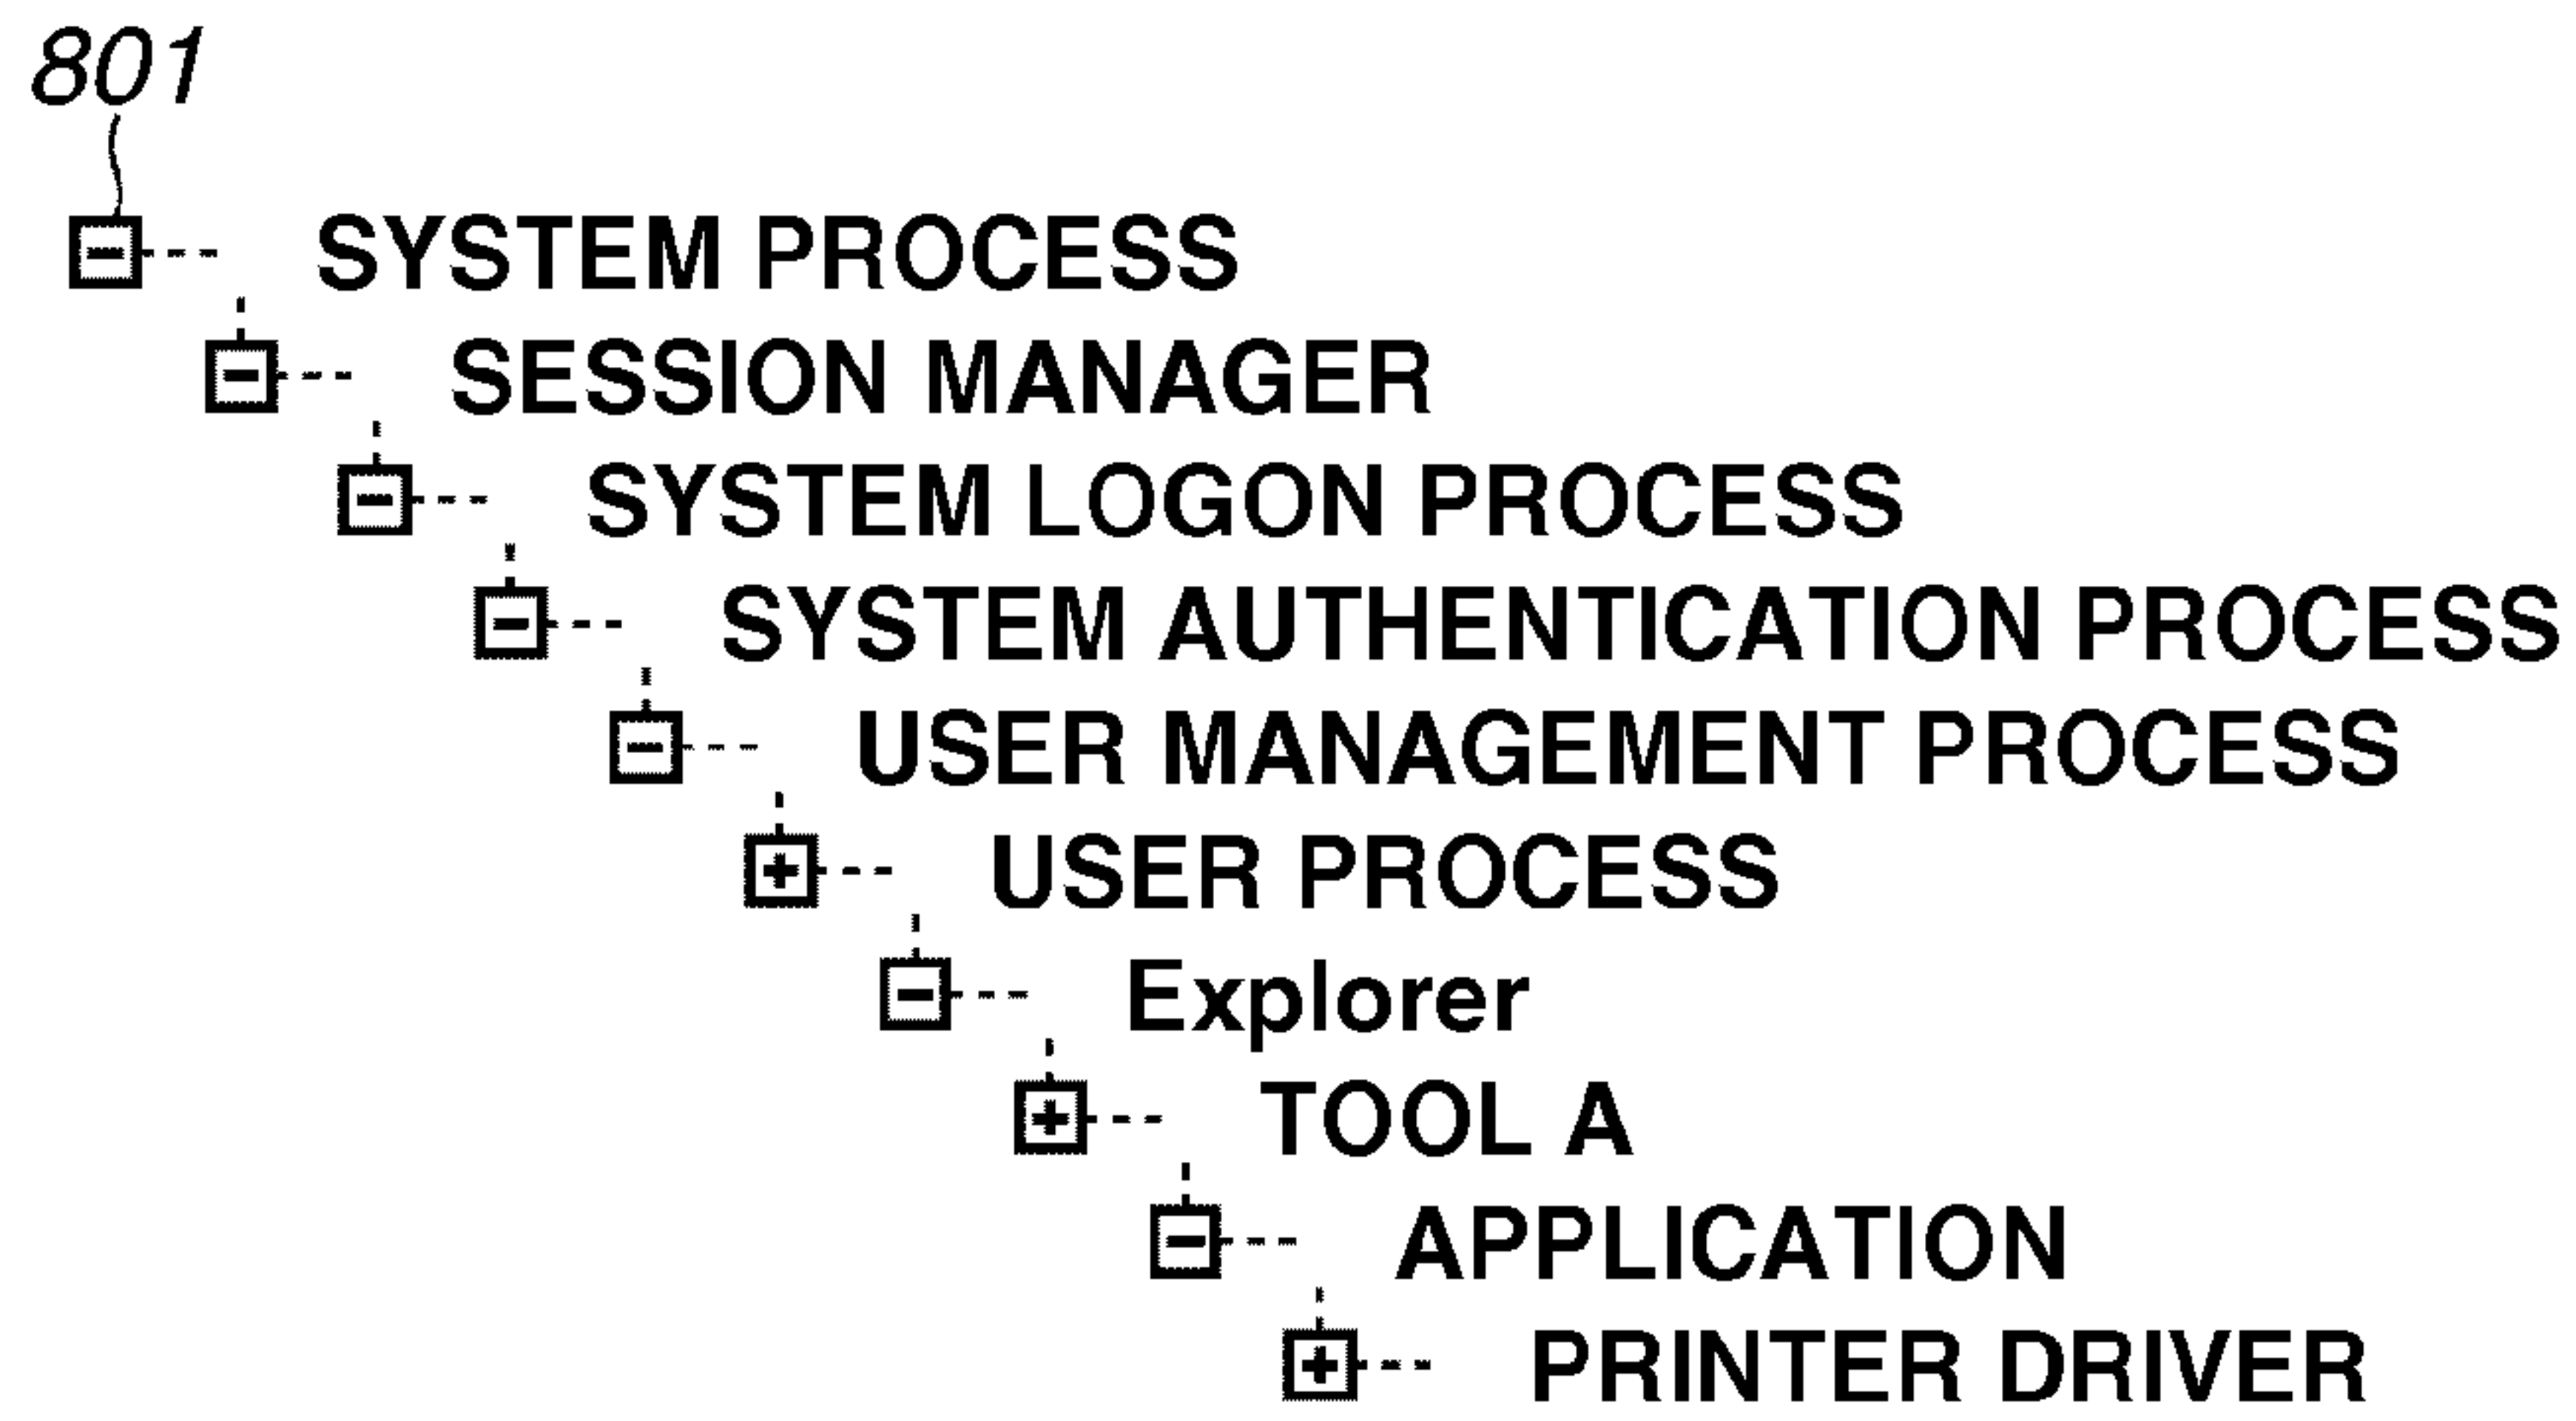 801
SYSTEM PROCESS
SESSION MANAGER
SYSTEM LOGON PROCESS
SYSTEM AUTHENTICATION PROCESS
USER MANAGEMENT PROCESS
USER PROCESS
Explorer
TOOL A
APPLICATION
PRINTER DRIVER